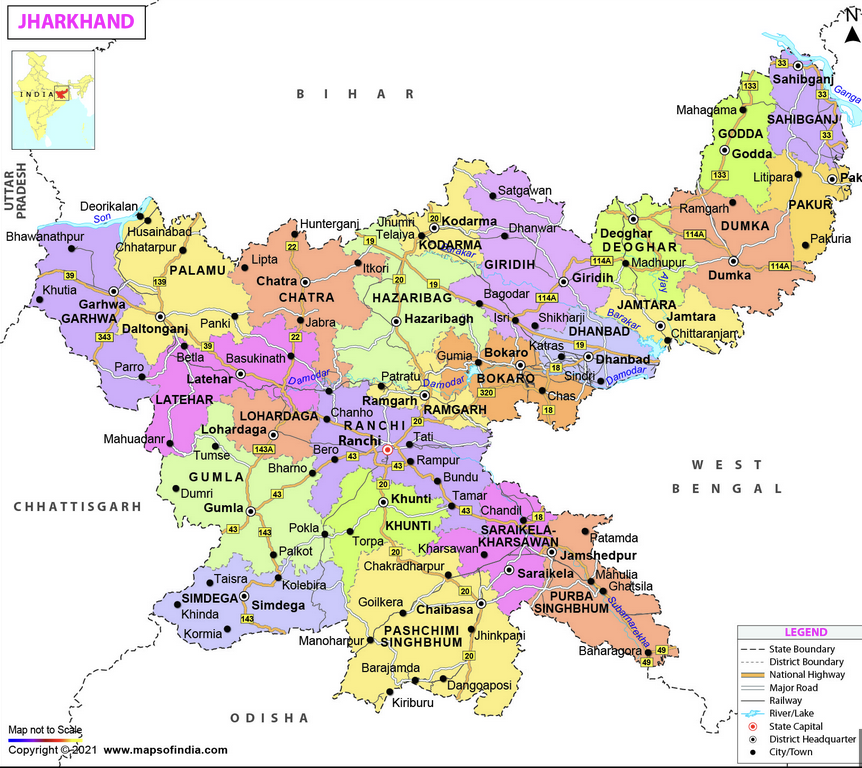 JHARKHAND
N
INDIA
BIHAR
UTTAR
PRADESH
CHHATTISGARH
ODISHA
WEST
BENGAL
33
Sahibganj
Ganga
33
SAHIBGANJ
33
133
Mahagama
GODDA
Godda
133
Litipara
Pak
PAKUR
Pakuria
Ramgarh
DUMKA
114A
Dumka
114A
Deoghar
DEOGHAR
114A
Madhupur
Ajay
JAMTARA
Jamtara
Chittaranjan
Barakar
Satgawan
Dhanwar
GIRIDIH
Giridih
114A
Bagodar
Isri
Shikharji
DHANBAD
Katras
19
Dhanbad
18
Sindri
Damodar
Jhumri
Telaiya
20
Kodarma
KODARMA
Barakar
19
Hunterganj
22
Itkori
Lipta
Chatra
CHATRA
Jabra
22
20
19
HAZARIBAG
Hazaribagh
Deorikalan
Son
Husainabad
Chhatarpur
PALAMU
139
Daltonganj
Panki
Bhawanathpur
39
Khutia
Garhwa
GARHWA
343
39
Parro
Betla
Basukinath
Latehar
LATEHAR
Mahuadanr
Damodar
Patratu
Ramgarh
RAMGARH
Damodar
Gumia
Bokaro
BOKARO
320
Chas
18
LOHARDAGA
Lohardaga
143A
Tumse
Chanho
RANCHI
Ranchi
20
Tati
Bero
43
43
Rampur
Bharno
Bundu
GUMLA
Dumri
43
Gumla
43
143
Palkot
20
Khunti
KHUNTI
Pokla
Torpa
20
Tamar
43
Chandil
18
SARAIKELA-
KHARSAWAN
Kharsawan
Saraikela
Patamda
Jamshedpur
Mahulia
Ghatsila
PURBA
SINGHBHUM
Subarnarekha
Baharagora
49
49
Taisra
Kolebira
SIMDEGA
Simdega
Khinda
143
Kormia
Chakradharpur
20
Goilkera
Chaibasa
PASHCHIMI
SINGHBHUM
Jhinkpani
Manoharpur
20
Barajamda
Dangoaposi
Kiriburu
LEGEND
State Boundary
District Boundary
National Highway
Major Road
Railway
River/Lake
State Capital
District Headquarter
City/Town
Map not to Scale
Copyright © 2021 www.mapsofindia.com